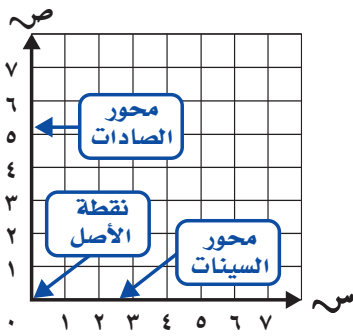 ص
٧
٦
محور
الصادات
٥
٤
٣
نقطة
الأصل
٢
محور
السينات
١
س
٠ ١ ٢ ٣ ٤ ٥ ٦ ٧